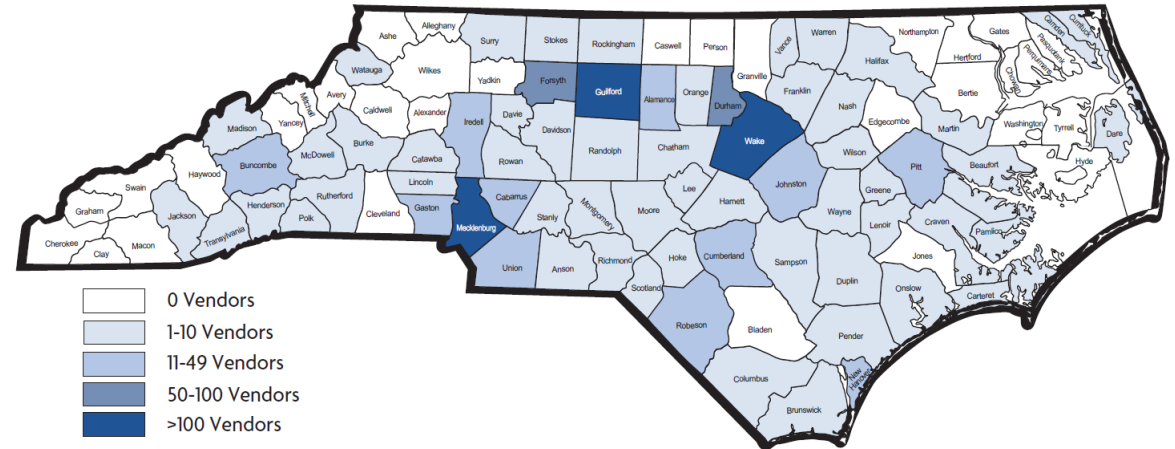 Ashe
Alleghany
Surry
Stokes
Rockingham
Caswell
Person
Granville
Vance
Warren
Northampton
Gates
Camden
Currituck
Pasquotank
Perquimans
Hertford
Chowan
Halifax
Watauga
Wilkes
Yadkin
Forsyth
Guilford
Alamance
Orange
Durham
Franklin
Nash
Bertie
Edgecombe
Martin
Washington
Tyrrell
Dare
Mitchell
Avery
Caldwell
Alexander
Iredell
Davie
Davidson
Randolph
Chatham
Wake
Wilson
Pitt
Beaufort
Hyde
Madison
Yancey
McDowell
Burke
Catawba
Rowan
Buncombe
Haywood
Swain
Graham
Cherokee
Clay
Macon
Jackson
Transylvania
Henderson
Polk
Rutherford
Cleveland
Lincoln
Gaston
Mecklenburg
Cabarrus
Stanly
Montgomery
Moore
Lee
Harnett
Johnston
Wayne
Greene
Lenoir
Craven
Pamlico
Jones
Union
Anson
Richmond
Hoke
Scotland
Cumberland
Sampson
Duplin
Onslow
Carteret
Robeson
Bladen
Pender
Columbus
New
Hanover
Brunswick
0 Vendors
1-10 Vendors
11-49 Vendors
50-100 Vendors
>100 Vendors